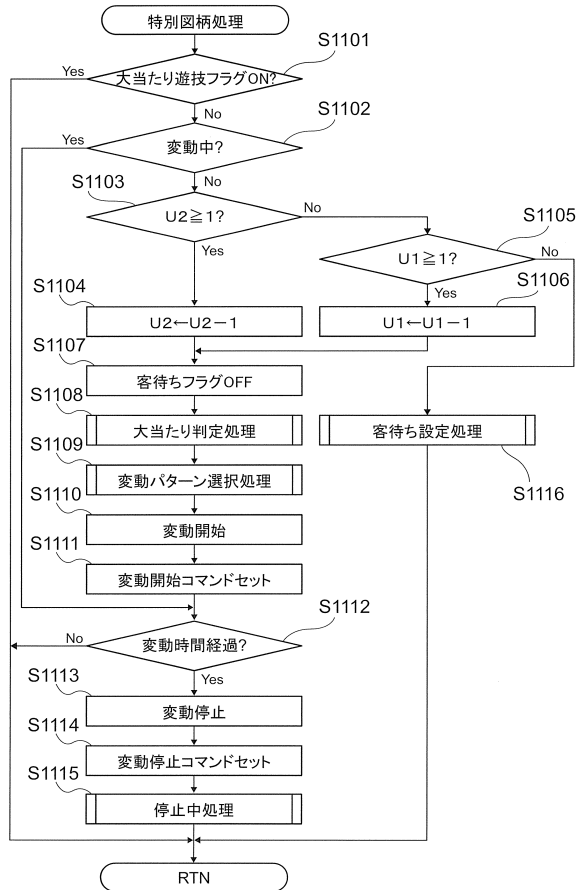 特別図柄処理
S1101
Yes
大当たり遊技フラグON?
No
S1102
Yes
変動中?
No
S1103
U2≧1?
No
Yes
S1105
U1≧1?
No
Yes
S1104
U2←U2－1
S1106
U1←U1－1
S1107
客待ちフラグOFF
S1108
大当たり判定処理
客待ち設定処理
S1116
S1109
変動パターン選択処理
S1110
変動開始
S1111
変動開始コマンドセット
S1112
No
変動時間経過?
Yes
S1113
変動停止
S1114
変動停止コマンドセット
S1115
停止中処理
RTN